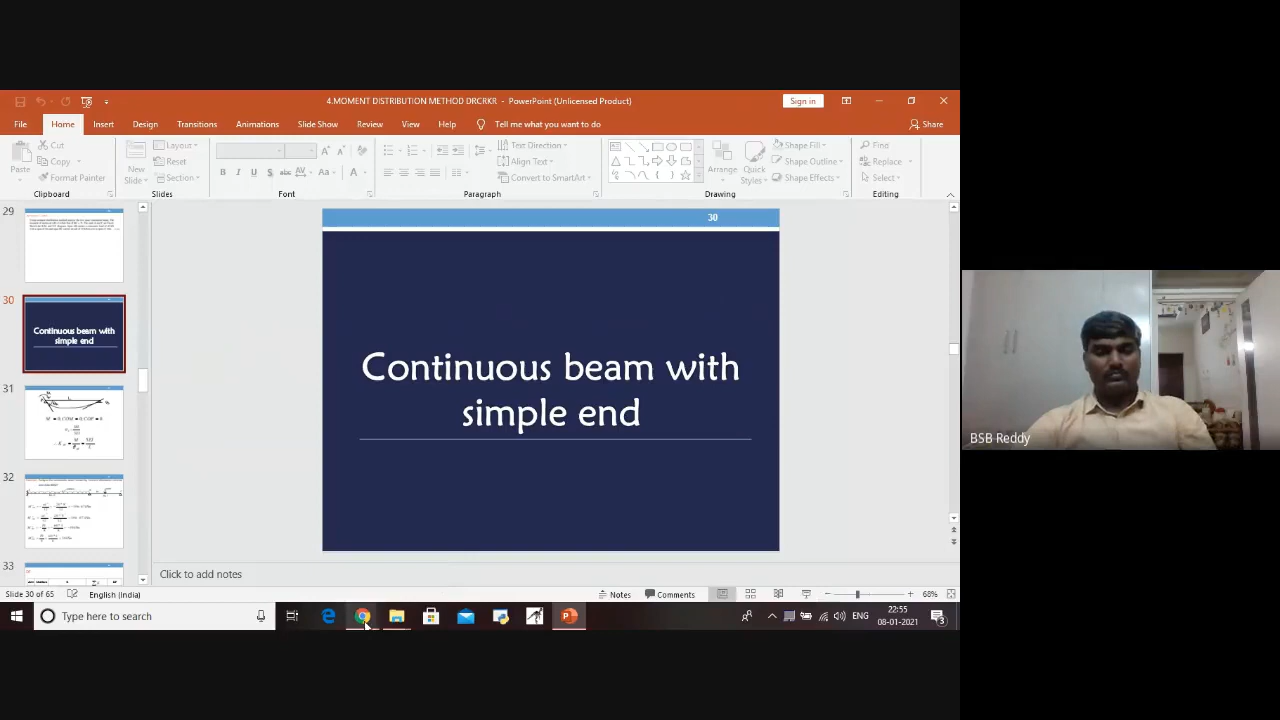 4.MOMENT DISTRIBUTION METHOD DRCRKR - PowerPoint (Unlicensed Product)
Sign in
File Home Insert Design Transitions Animations Slide Show Review View Help Tell me what you want to do Share
Paste
Cut
Copy
Format Painter
Clipboard
New Slide
Layout
Reset
Section
Slides
B I U S abc AV Aa A
Font
Text Direction
Align Text
Convert to SmartArt
Paragraph
Arrange
Quick Styles
Shape Fill
Shape Outline
Shape Effects
Drawing
Find
Replace
Select
Editing
29
30
Continuous beam with
simple end
31
32
33
30
Continuous beam with
simple end
Click to add notes
Slide 30 of 65 English (India) Notes Comments 68%
Type here to search
ENG
22:55
08-01-2021
3
BSB Reddy